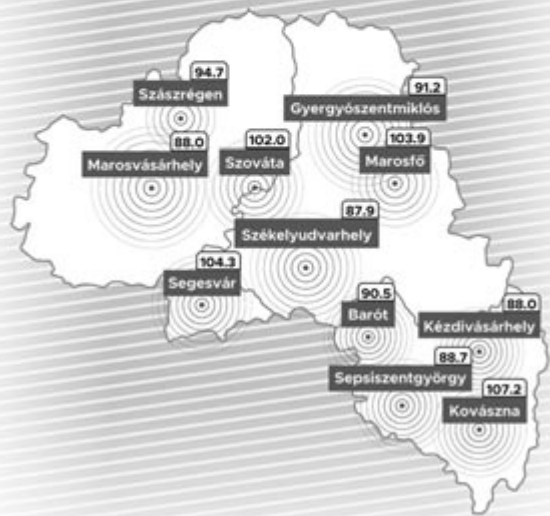 94.7
Szászrégen
91.2
Gyergyószentmiklós
88.0
Marosvásárhely
102.0
Szováta
103.9
Marosfő
87.9
Székelyudvarhely
104.3
Segesvár
90.5
Barót
88.0
Kézdivásárhely
88.7
Sepsiszentgyörgy
107.2
Kovászna